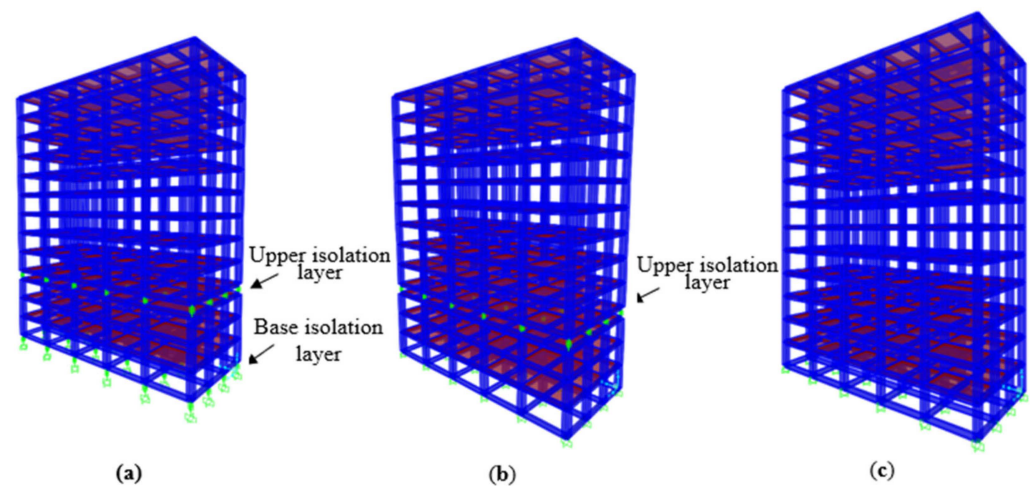 Upper isolation
layer
Base isolation
layer
Upper isolation
layer
(a)
(b)
(c)